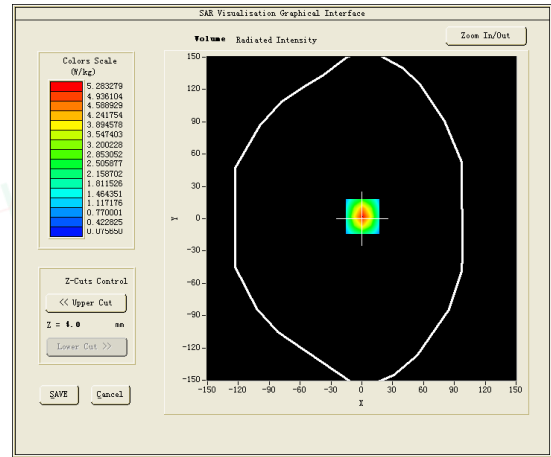 SAR Visualisation Graphical Interface
Volume Radiated Intensity
Zoom In/Out
Colors Scale
(W/kg)
5.283279
4.936104
4.588929
4.241754
3.894578
3.547403
3.200228
2.853052
2.505877
2.158702
1.811526
1.464351
1.117176
0.770001
0.422825
0.075650
Z-Cuts Control
<< Upper Cut
Z = 4.0 mm
Lower Cut >>
SAVE Cancel
150
120
90
60
30
0
-30
-60
-90
-120
-150
Y
-150 -120 -90 -60 -30 0 30 60 90 120 150
X